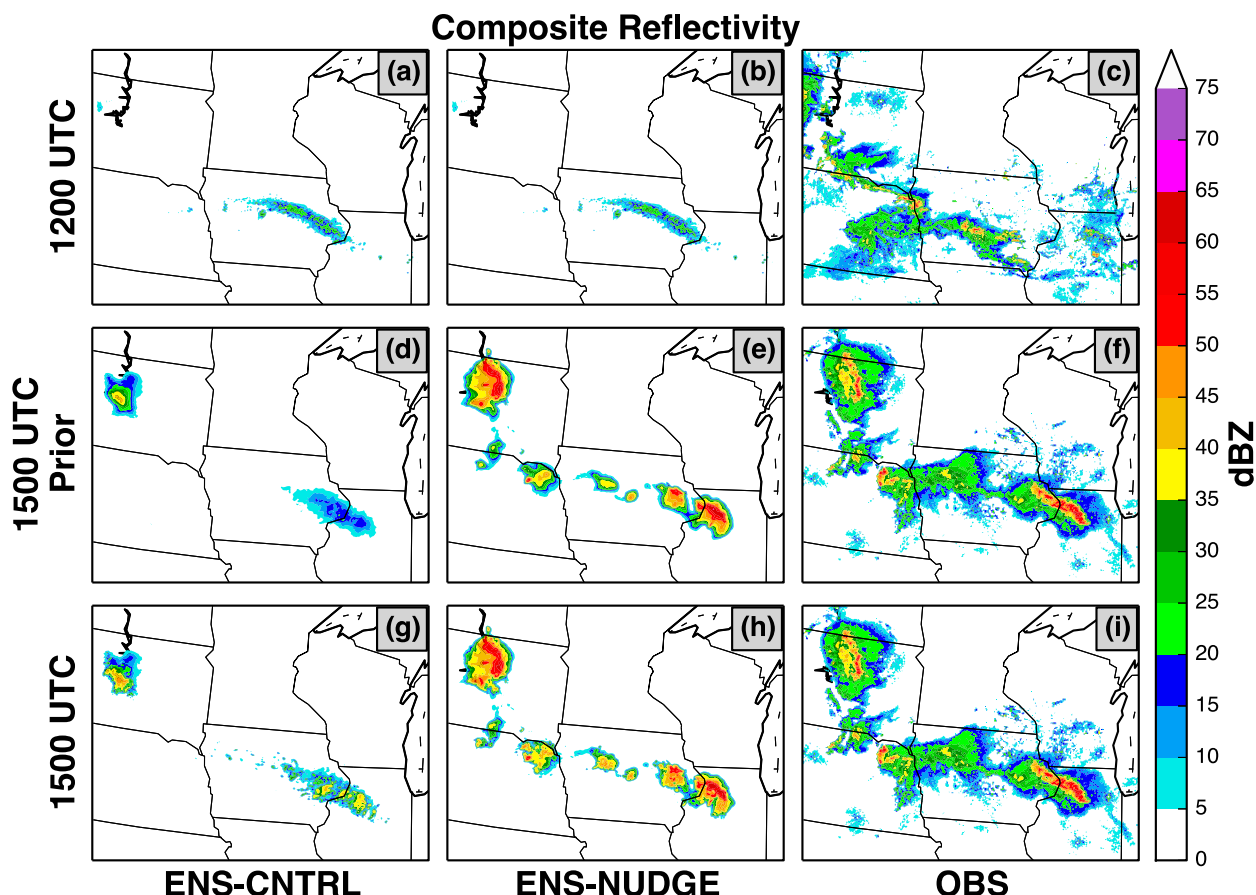 Composite Reflectivity
1200 UTC
(a)
(b)
(c)
1500 UTC
Prior
(d)
(e)
(f)
1500 UTC
(g)
(h)
(i)
ENS-CNTRL
ENS-NUDGE
OBS
75
70
65
60
55
50
45
40
35
30
25
20
15
10
5
0
dBZ